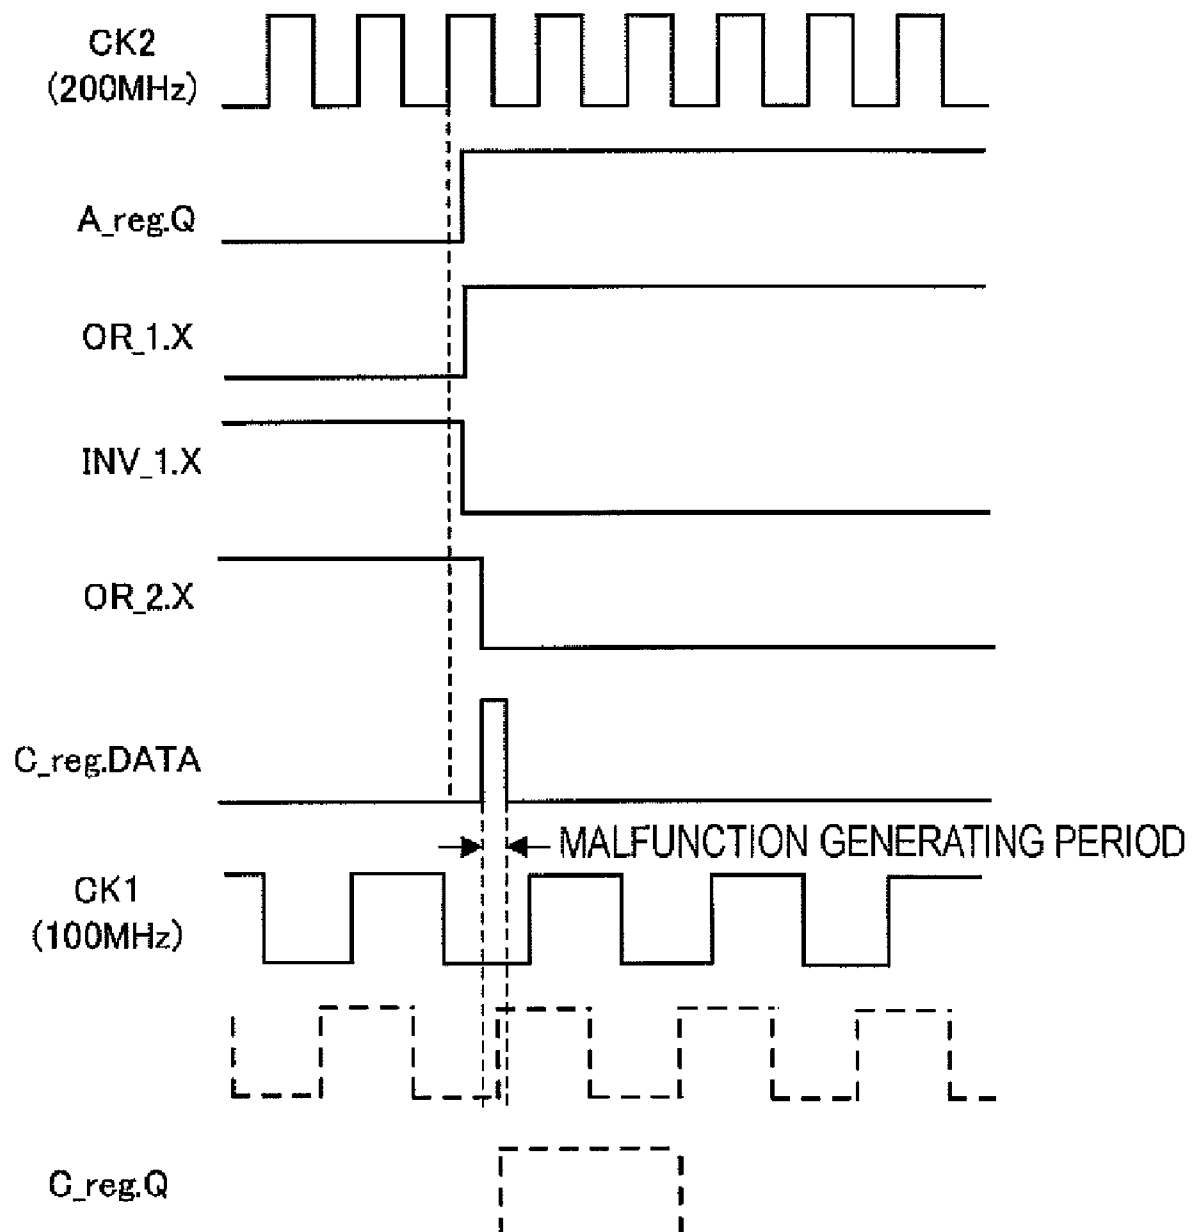 CK2
(200MHz)
A_reg.Q
OR_1.X
INV_1.X
OR_2.X
C_reg.DATA
MALFUNCTION GENERATING PERIOD
CK1
(100MHz)
C_reg.Q